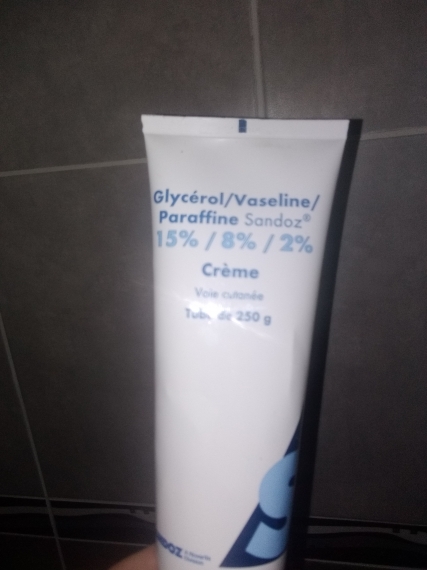 Glycérol/Vaseline/
Paraffine Sandoz®
15% / 8% / 2%
Crème
Voie cutanée
Tube de 250 g
S